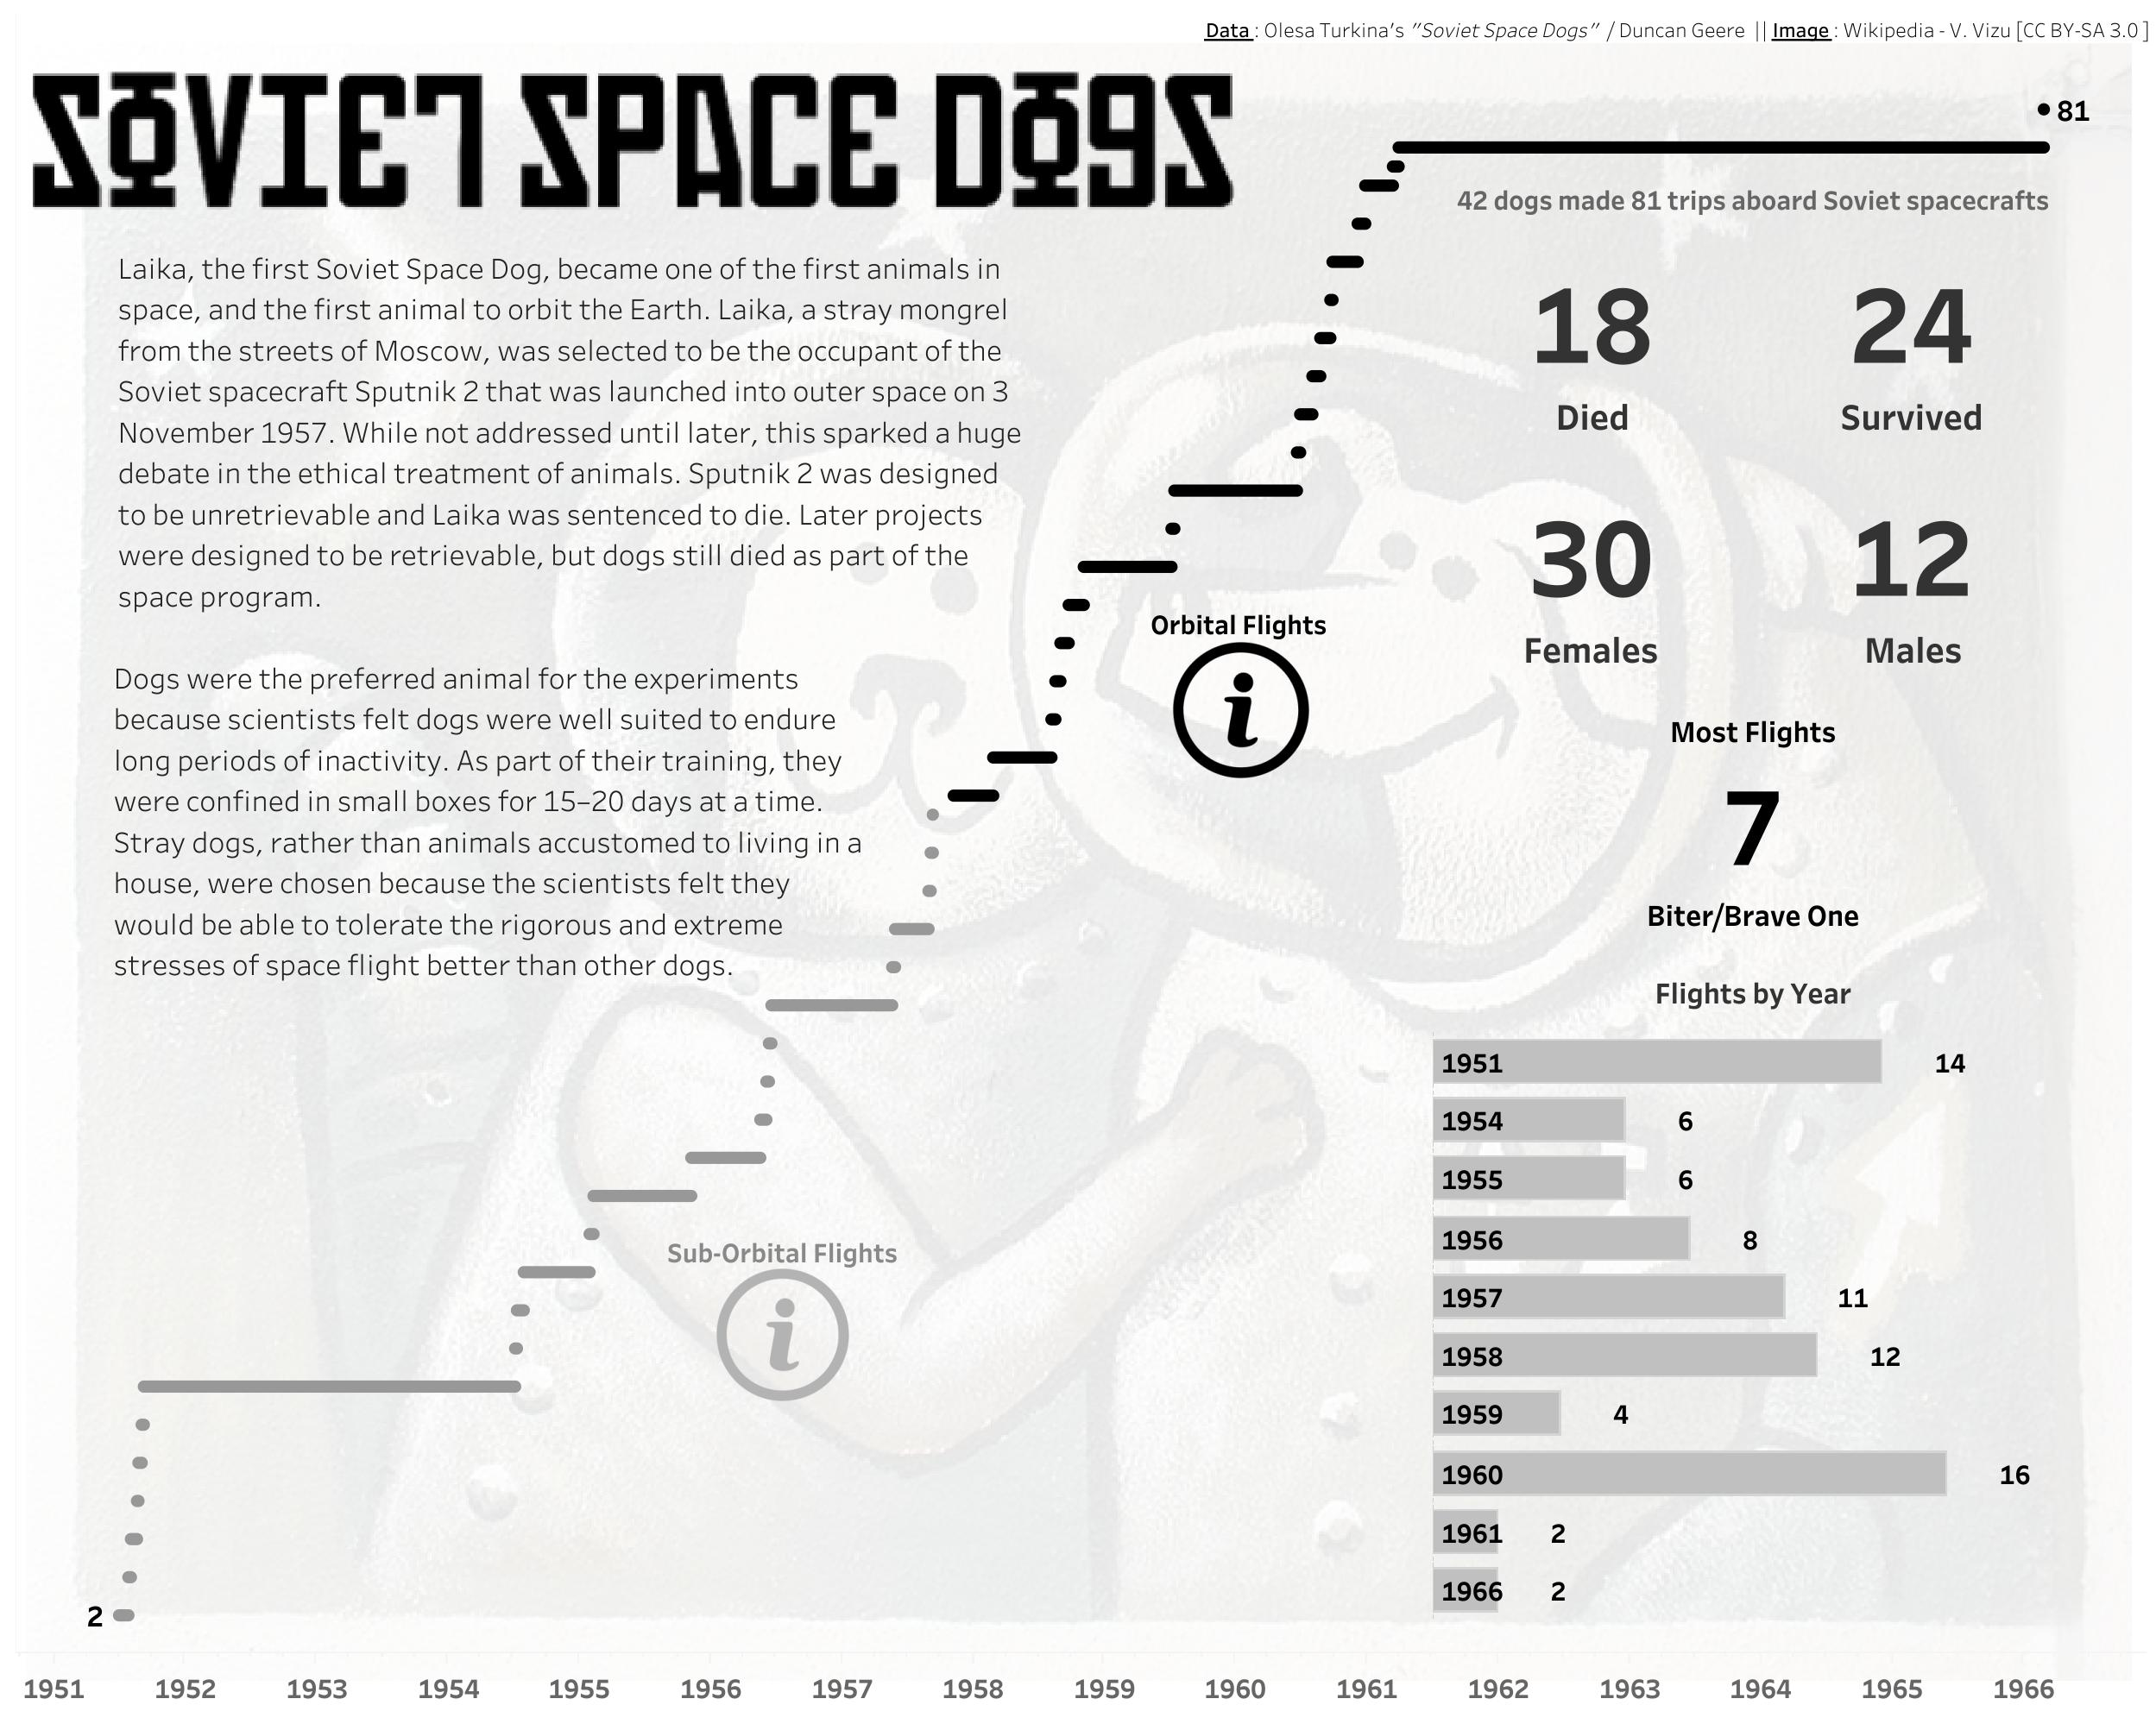 Data : Olesa Turkina's "Soviet Space Dogs" / Duncan Geere || Image : Wikipedia - V. Vizu [CC BY-SA 3.0 ]
SOVIET SPACE DOGS
81
42 dogs made 81 trips aboard Soviet spacecrafts
Laika, the first Soviet Space Dog, became one of the first animals in
space, and the first animal to orbit the Earth. Laika, a stray mongrel
from the streets of Moscow, was selected to be the occupant of the
Soviet spacecraft Sputnik 2 that was launched into outer space on 3
November 1957. While not addressed until later, this sparked a huge
debate in the ethical treatment of animals. Sputnik 2 was designed
to be unretrievable and Laika was sentenced to die. Later projects
were designed to be retrievable, but dogs still died as part of the
space program.
Dogs were the preferred animal for the experiments
because scientists felt dogs were well suited to endure
long periods of inactivity. As part of their training, they
were confined in small boxes for 15–20 days at a time.
Stray dogs, rather than animals accustomed to living in a
house, were chosen because the scientists felt they
would be able to tolerate the rigorous and extreme
stresses of space flight better than other dogs.
18 24
Died Survived
30 12
Females Males
Orbital Flights
i
Most Flights
7
Biter/Brave One
Flights by Year
1951 14
1954 6
1955 6
1956 8
1957 11
1958 12
1959 4
1960 16
1961 2
1966 2
Sub-Orbital Flights
i
2
1951 1952 1953 1954 1955 1956 1957 1958 1959 1960 1961 1962 1963 1964 1965 1966